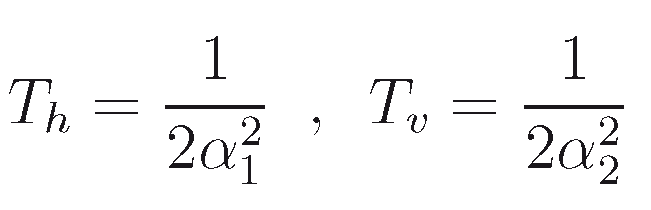 $T_h = \frac{1}{2\alpha_1^2} \ , \ T_v = \frac{1}{2\alpha_2^2}$